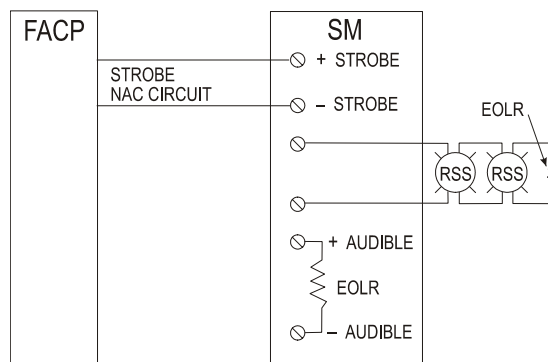 FACP
SM
+ STROBE
STROBE
NAC CIRCUIT
− STROBE
EOLR
RSS RSS
+ AUDIBLE
EOLR
− AUDIBLE